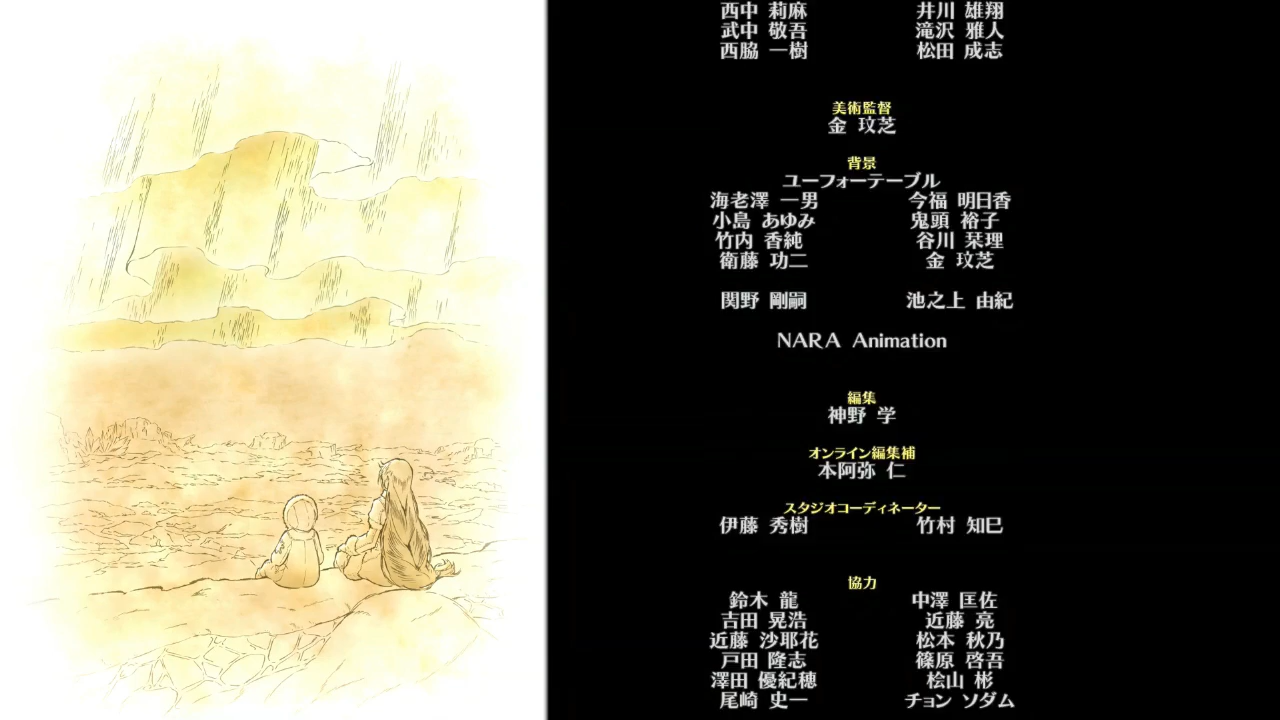 西中 莉麻 井川 雄翔
武中 敬吾 滝沢 雅人
西脇 一樹 松田 成志
美術監督
金 玟芝
背景
ユーフォーテーブル
海老澤 一男 今福 明日香
小島 あゆみ 鬼頭 裕子
竹内 香純 谷川 栞理
衛藤 功二 金 玟芝
関野 剛嗣 池之上 由紀
NARA Animation
編集
神野 学
オンライン編集補
本阿弥 仁
スタジオコーディネーター
伊藤 秀樹 竹村 知巳
協力
鈴木 龍 中澤 匡佐
吉田 晃浩 近藤 亮
近藤 沙耶花 松本 秋乃
戸田 隆志 篠原 啓吾
澤田 優紀穂 桧山 彬
尾崎 史一 チョン ソダム